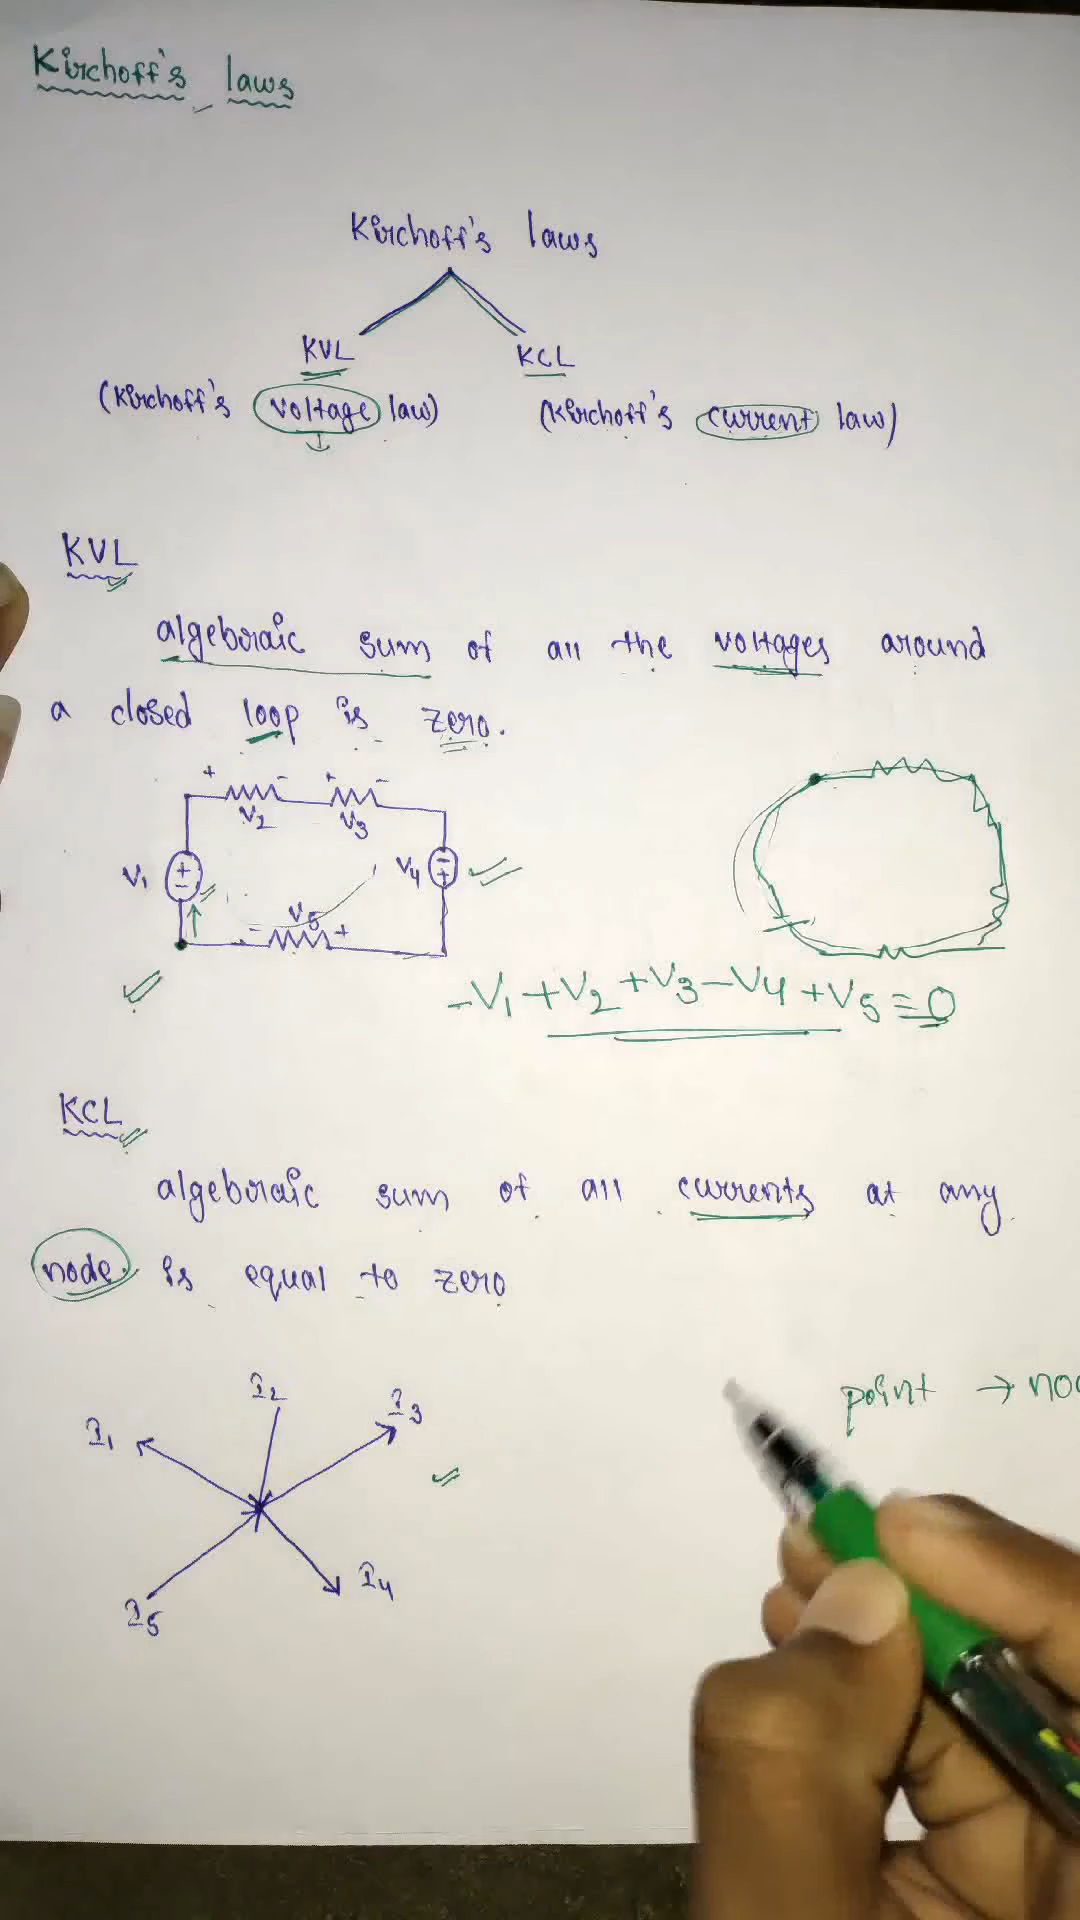 Kirchoff's laws
Kirchoff's laws
KVL KCL
(Kirchoff's voltage law) (Kirchoff's current law)
KVL
algebraic sum of all the voltages around
a closed loop is zero.
+ - + -
V2 V3
V1 + - V4 - +
- V5 +
-V1 +V2 +V3 -V4 +V5 = 0
KCL
algebraic sum of all currents at any
node is equal to zero
point →
I1 I2 I3
I4
I5